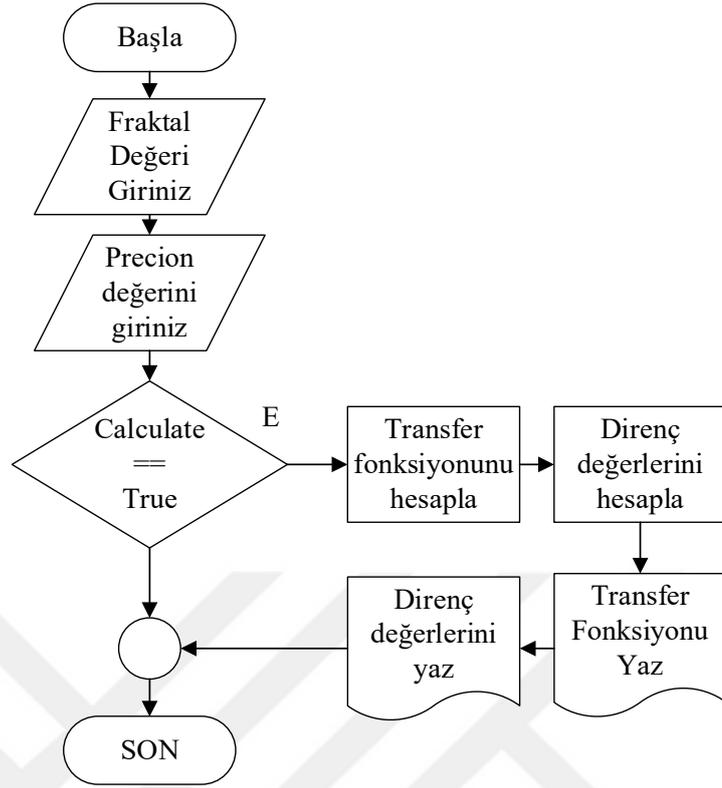 Başla
Fraktal
Değeri
Giriniz
Precion
değerini
giriniz
Calculate
==
True
E
Transfer
fonksiyonunu
hesapla
Direnç
değerlerini
hesapla
Transfer
Fonksiyonu
Yaz
Direnç
değerlerini
yaz
SON